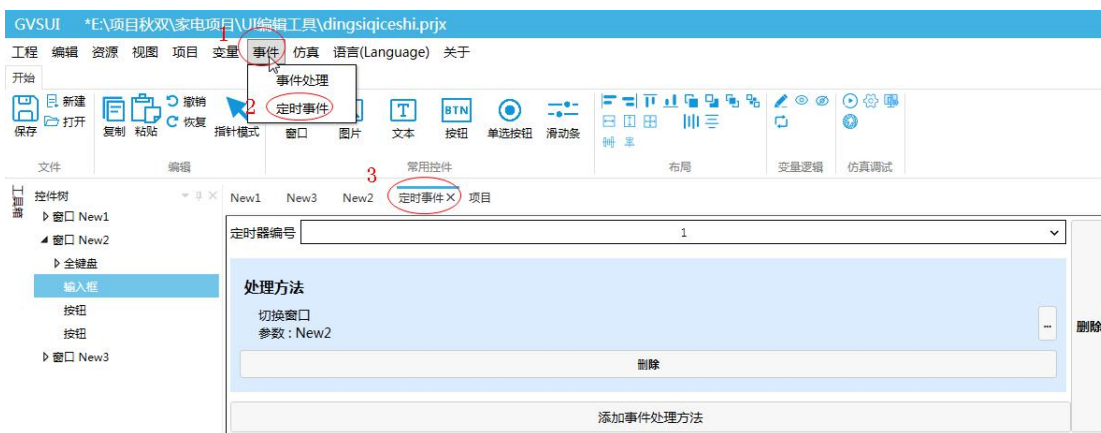 GVSUI *E:\项目秋双\家电项目\UI编辑工具\dingsiqiceshi.prjx
1
工程 编辑 资源 视图 项目 变量 事件 仿真 语言(Language) 关于
开始
事件处理
2
定时事件
保存 新建 打开 复制 粘贴 撤销 恢复 指针模式 窗口 图片 T 文本 BTN 按钮 单选按钮 滑动条
文件 编辑 常用控件 布局 变量逻辑 仿真调试
3
工具箱
控件树
New1 New3 New2 定时事件 项目
窗口 New1
窗口 New2
全键盘
输入框
按钮
按钮
窗口 New3
定时器编号 1
处理方法
切换窗口
参数 : New2
...
删除
删除
添加事件处理方法